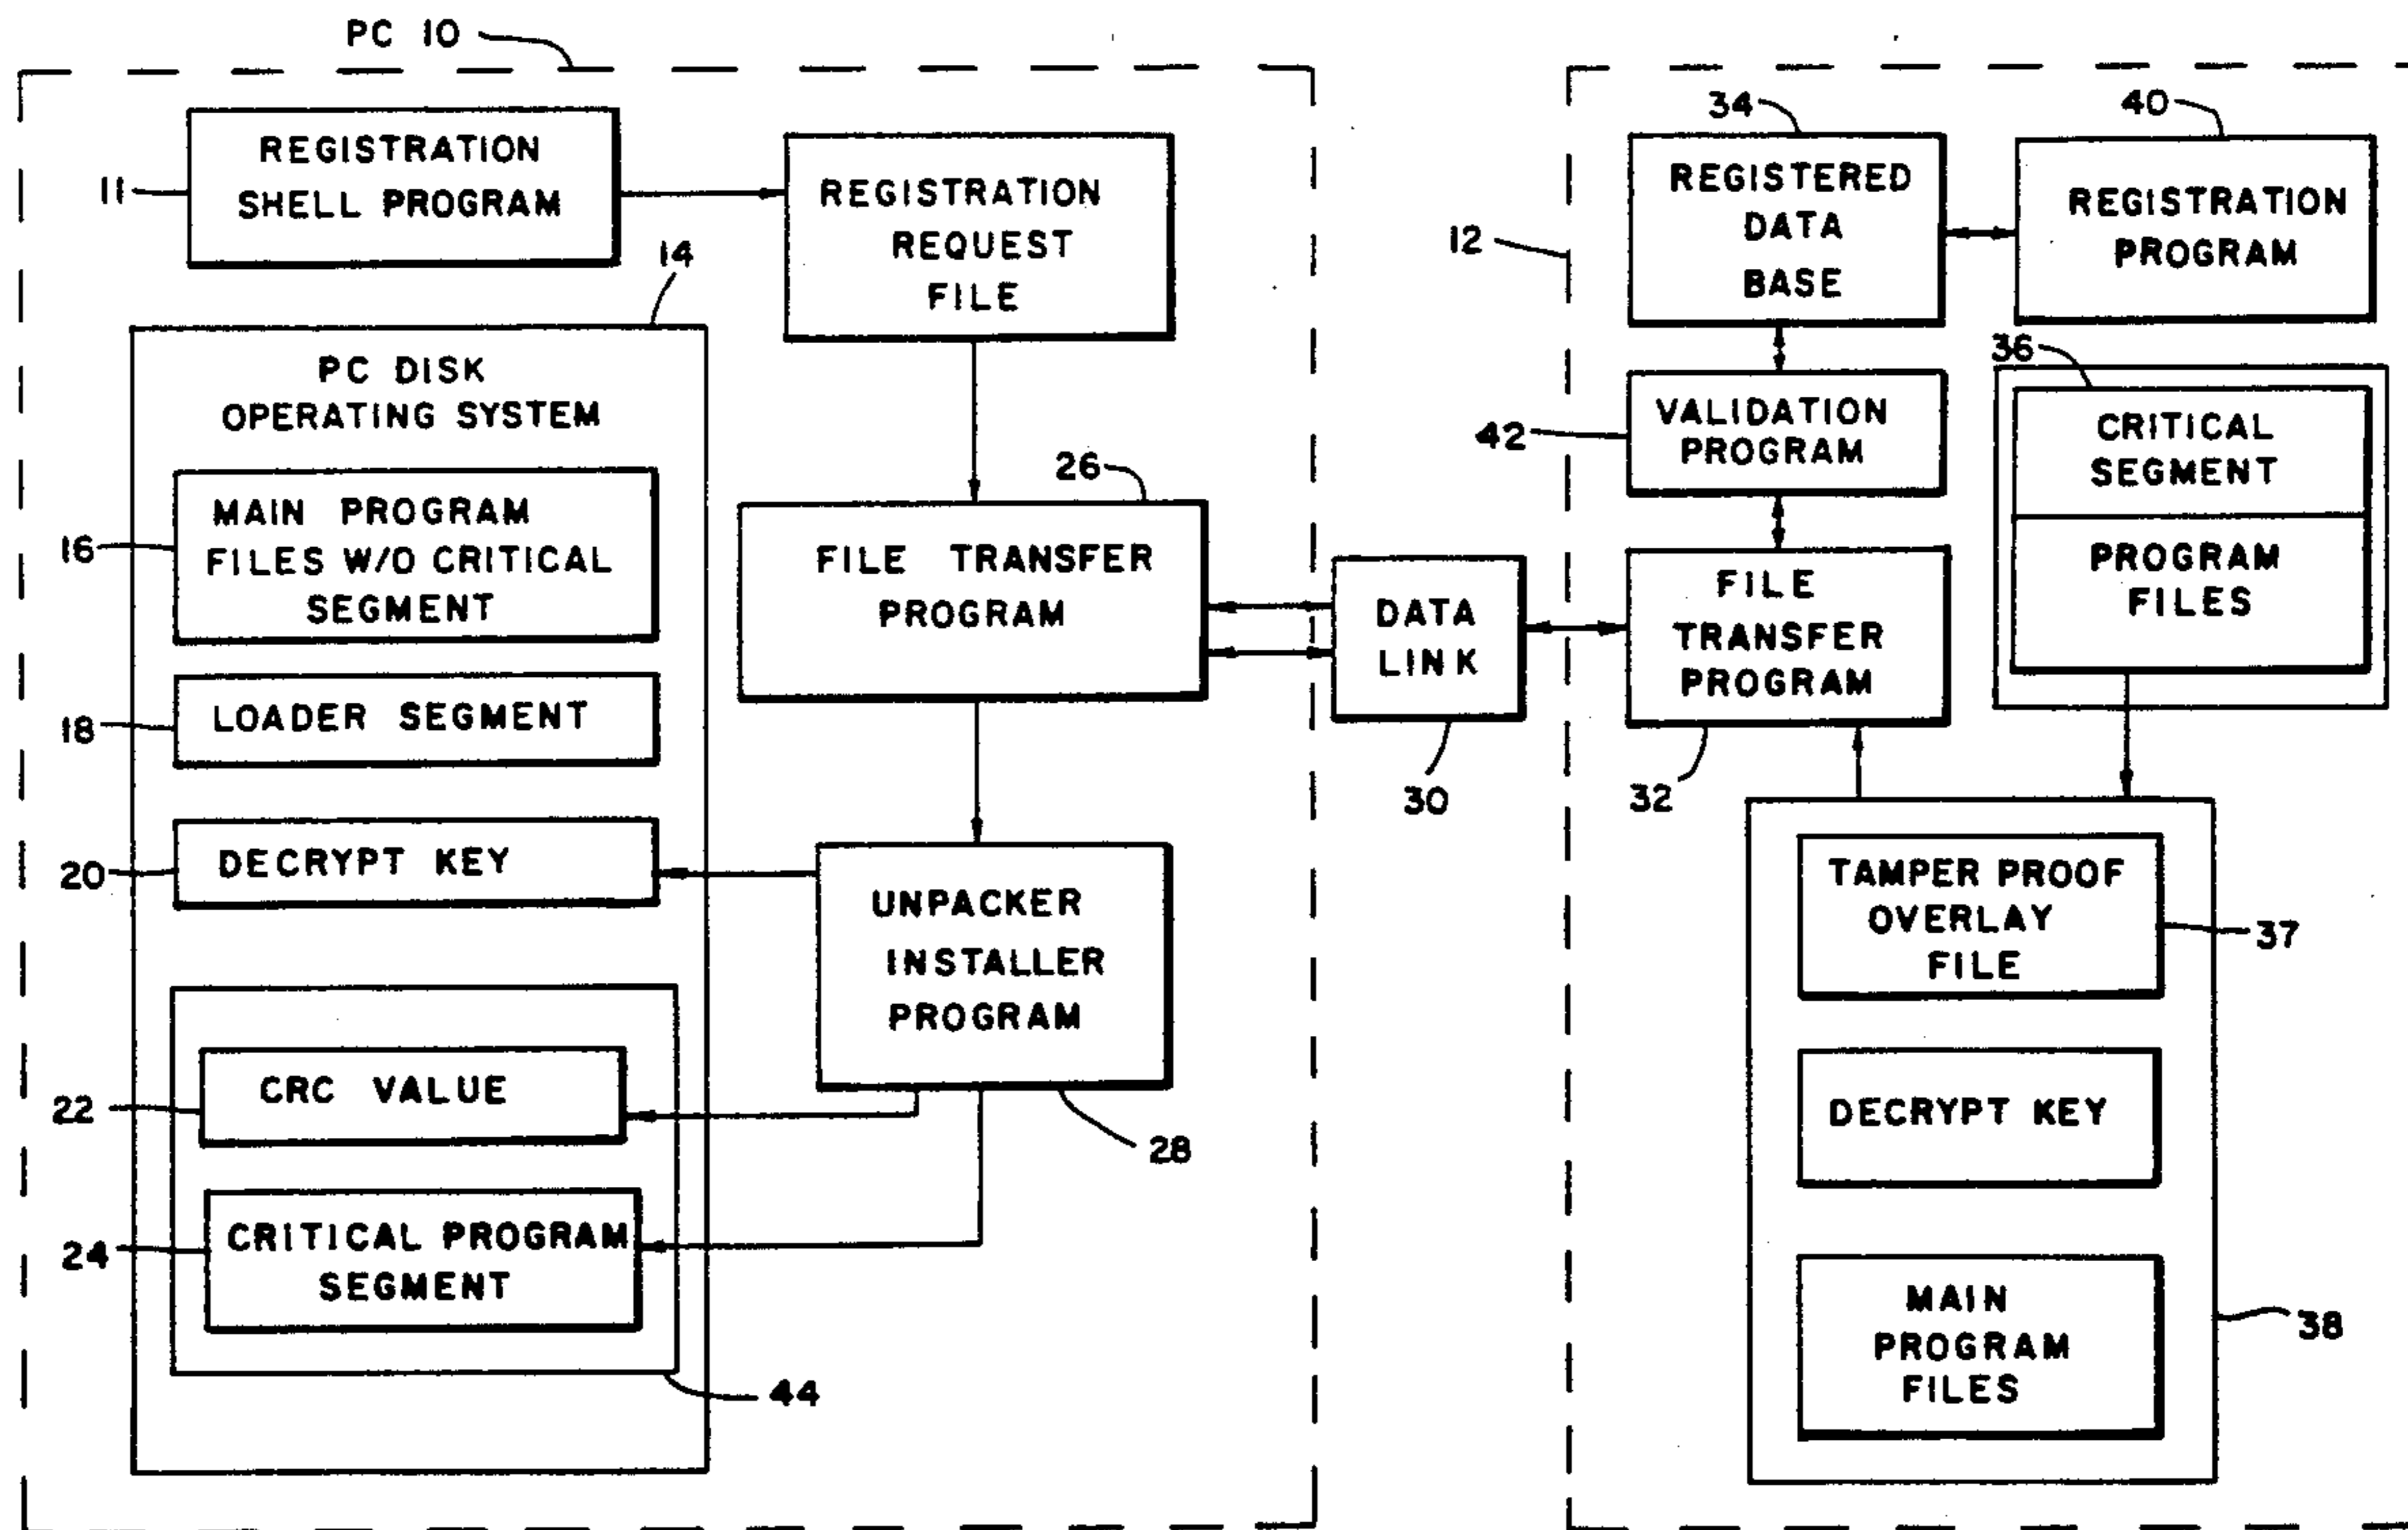 PC 10
11
REGISTRATION
SHELL PROGRAM
REGISTRATION
REQUEST
FILE
14
PC DISK
OPERATING SYSTEM
16
MAIN PROGRAM
FILES W/O CRITICAL
SEGMENT
18
LOADER SEGMENT
20
DECRYPT KEY
22
CRC VALUE
24
CRITICAL PROGRAM
SEGMENT
44
26
FILE TRANSFER
PROGRAM
UNPACKER
INSTALLER
PROGRAM
28
DATA
LINK
30
12
34
REGISTERED
DATA
BASE
40
REGISTRATION
PROGRAM
42
VALIDATION
PROGRAM
36
CRITICAL
SEGMENT
PROGRAM
FILES
FILE
TRANSFER
PROGRAM
32
TAMPER PROOF
OVERLAY
FILE
37
DECRYPT KEY
MAIN
PROGRAM
FILES
38